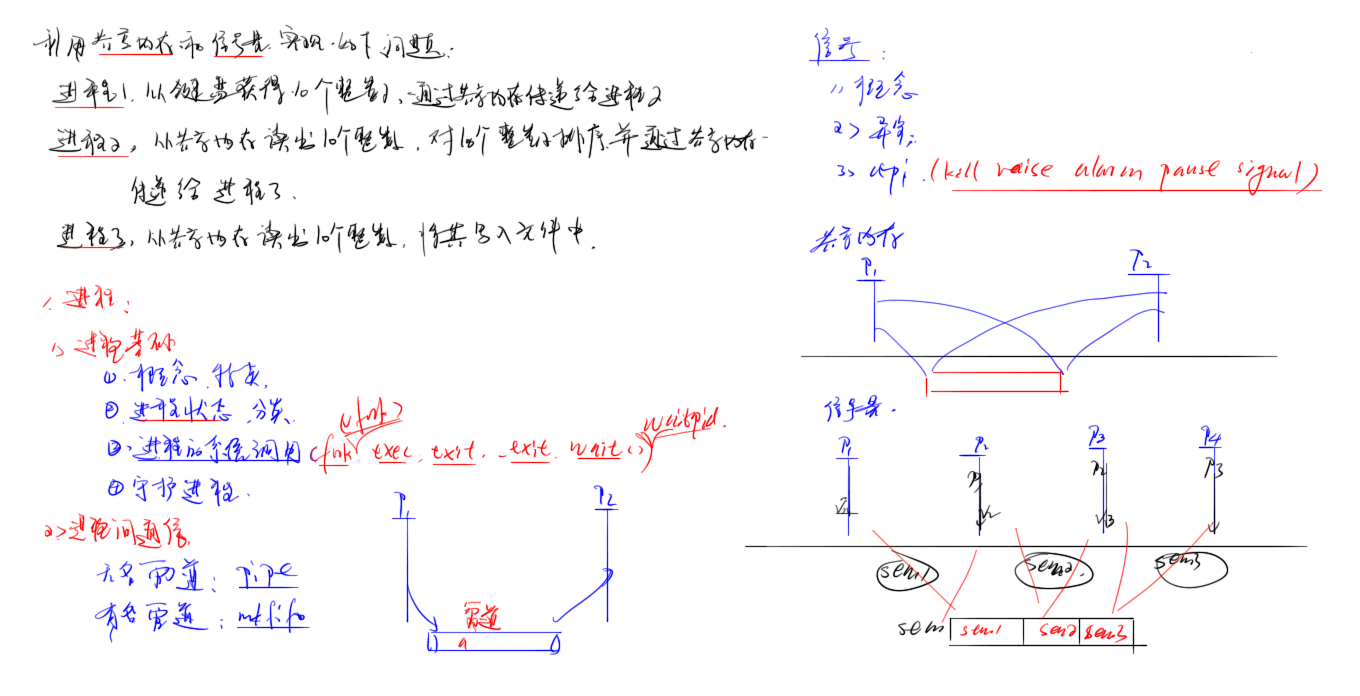 利用共享内存和信号量实现如下问题.
进程1, 从键盘获得10个整数, 通过共享内存传递给进程2
进程2, 从共享内存读出10个整数, 对10个整数排序并通过共享内存
传递给进程3.
进程3, 从共享内存读出10个整数, 将其写入文件中.
1. 进程:
1> 进程基础
① 概念 分类.
② 进程状态 分类
③ 进程的系统调用 (fork. exec. exit. _exit. wait())
(vfork)
waitpid.
④ 守护进程.
2> 进程间通信
无名管道: pipe
有名管道: mkfifo
P1
P2
管道
信号:
1> 概念
2>
3> api. (kill raise alarm pause signal)
共享内存
P1
P2
信号量.
P1
P2
P3
P4
V1
P1
V2
P2
V3
P3
sem1
sem2.
sem3
sem
sem1
sem2
sem3